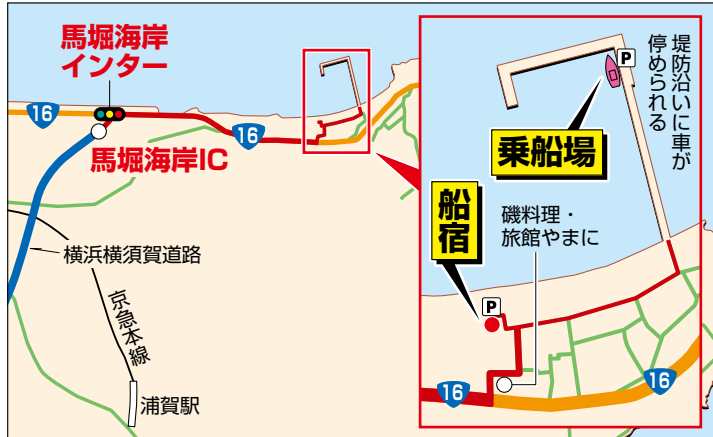 馬堀海岸
インター
16
馬堀海岸IC
16
横浜横須賀道路
京急本線
浦賀駅
P
堤防沿いに車が
停められる
乗船場
船宿
磯料理・
旅館やまに
P
16
16